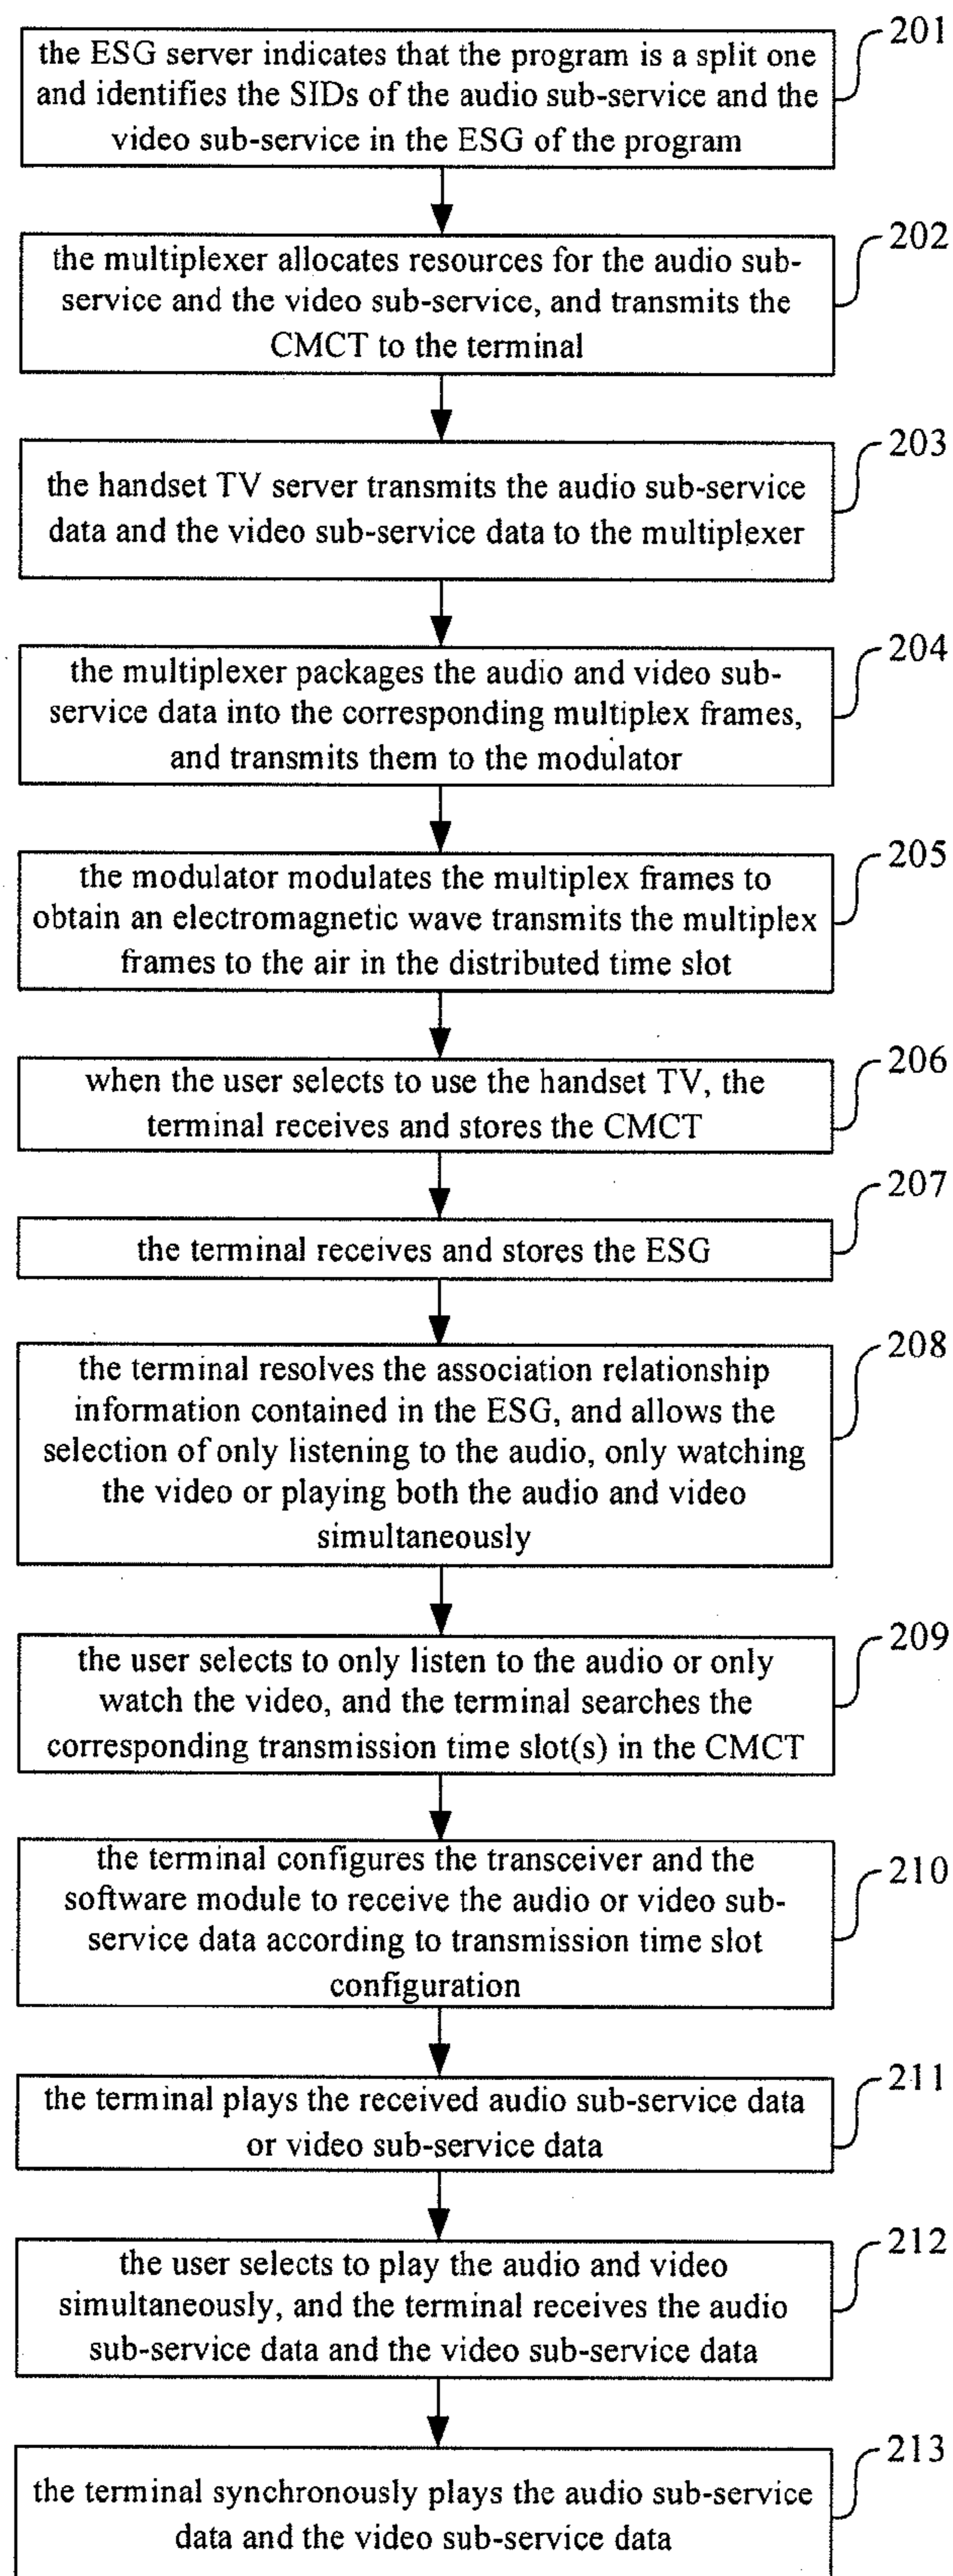 201
the ESG server indicates that the program is a split one
and identifies the SIDs of the audio sub-service and the
video sub-service in the ESG of the program
202
the multiplexer allocates resources for the audio sub-
service and the video sub-service, and transmits the
CMCT to the terminal
203
the handset TV server transmits the audio sub-service
data and the video sub-service data to the multiplexer
204
the multiplexer packages the audio and video sub-
service data into the corresponding multiplex frames,
and transmits them to the modulator
205
the modulator modulates the multiplex frames to
obtain an electromagnetic wave transmits the multiplex
frames to the air in the distributed time slot
206
when the user selects to use the handset TV, the
terminal receives and stores the CMCT
207
the terminal receives and stores the ESG
208
the terminal resolves the association relationship
information contained in the ESG, and allows the
selection of only listening to the audio, only watching
the video or playing both the audio and video
simultaneously
209
the user selects to only listen to the audio or only
watch the video, and the terminal searches the
corresponding transmission time slot(s) in the CMCT
210
the terminal configures the transceiver and the
software module to receive the audio or video sub-
service data according to transmission time slot
configuration
211
the terminal plays the received audio sub-service data
or video sub-service data
212
the user selects to play the audio and video
simultaneously, and the terminal receives the audio
sub-service data and the video sub-service data
213
the terminal synchronously plays the audio sub-service
data and the video sub-service data